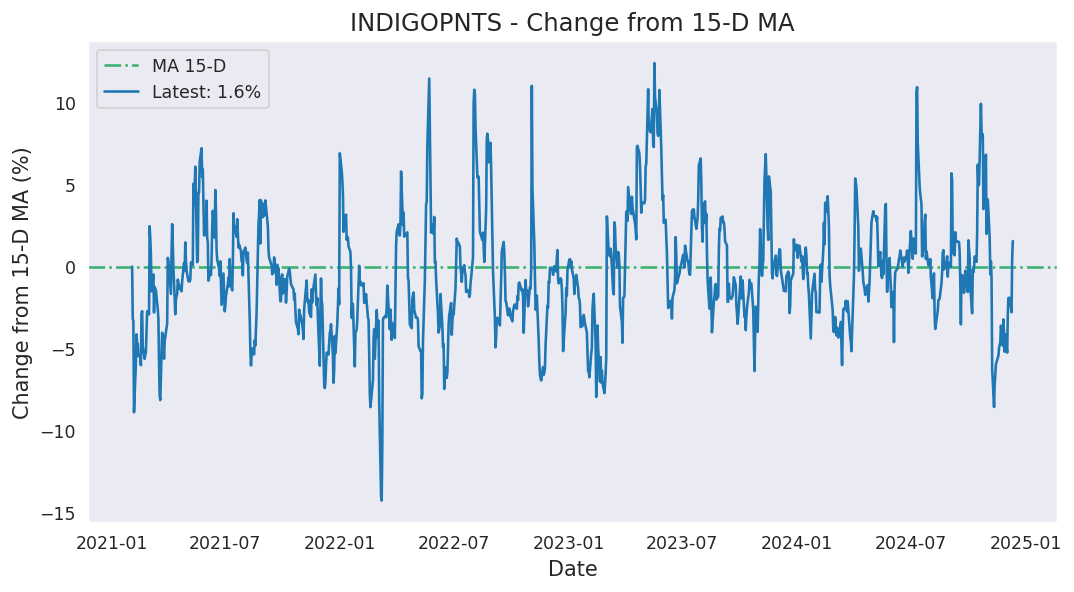 INDIGOPNTS - Change from 15-D MA
MA 15-D
Latest: 1.6%
Change from 15-D MA (%)
10
5
0
−5
−10
−15
2021-01 2021-07 2022-01 2022-07 2023-01 2023-07 2024-01 2024-07 2025-01
Date